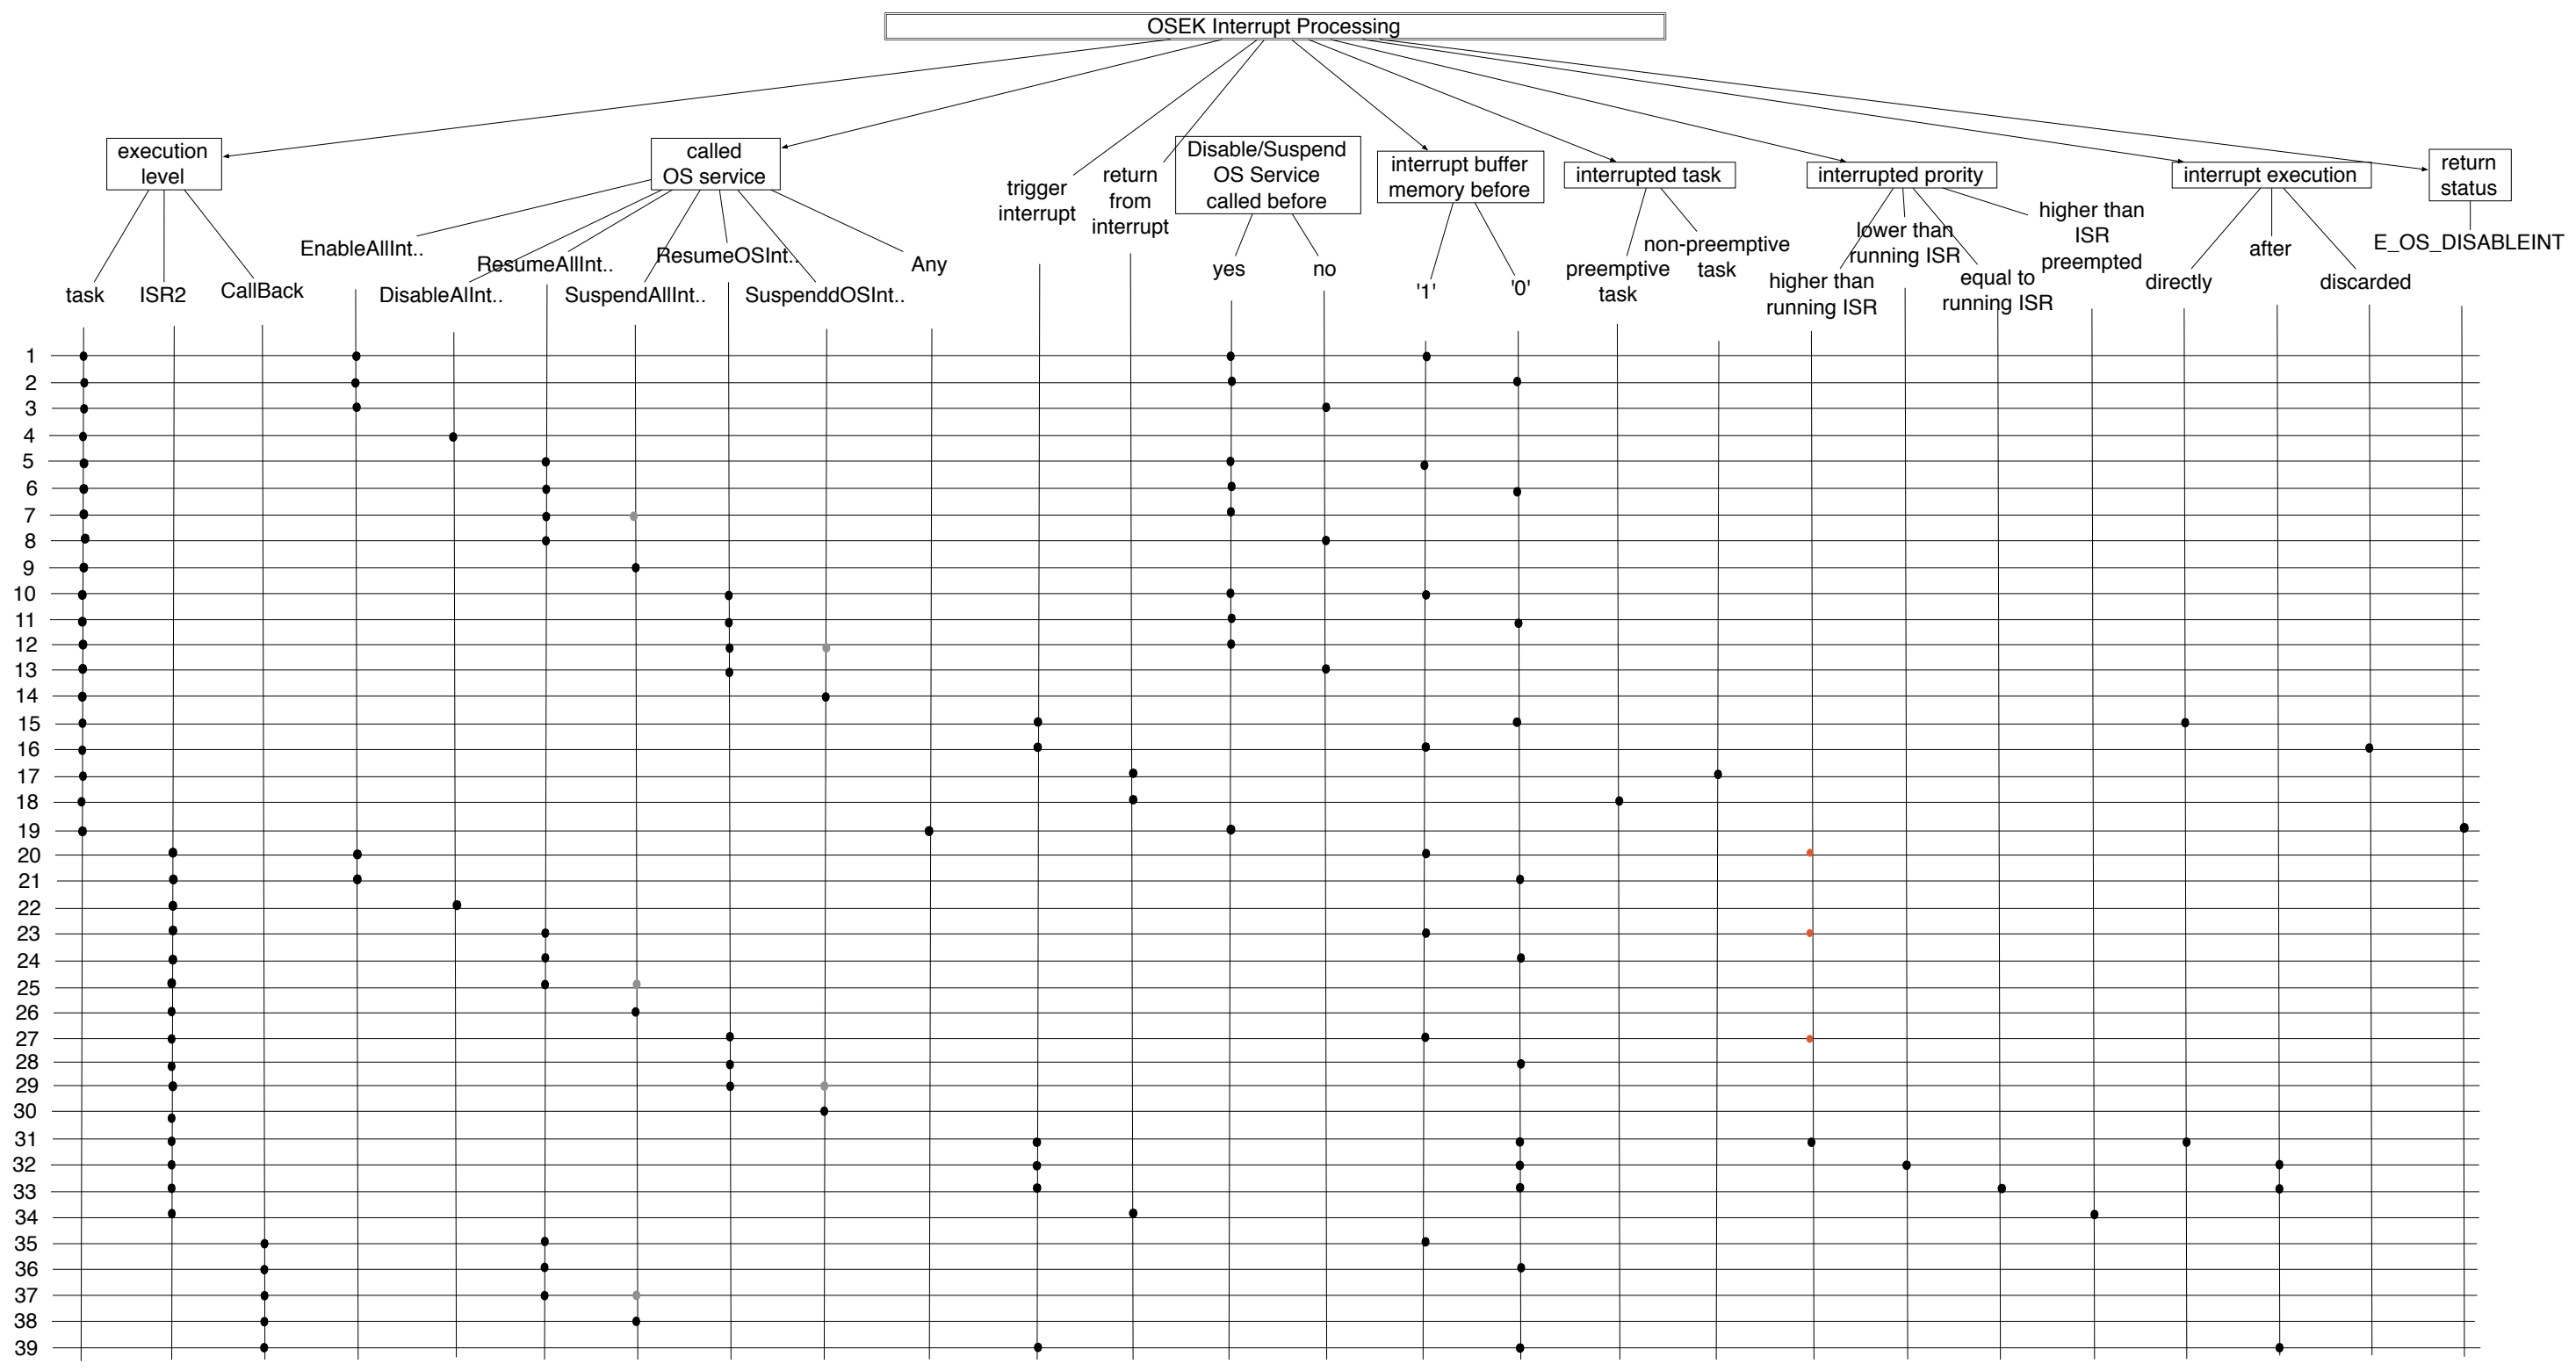 OSEK Interrupt Processing
execution
level
called
OS service
trigger
interrupt
return
from
interrupt
Disable/Suspend
OS Service
called before
interrupt buffer
memory before
interrupted task
interrupted prority
interrupt execution
return
status
task
ISR2
CallBack
EnableAllInt..
DisableAlInt..
ResumeAllInt..
SuspendAllInt..
ResumeOSInt..
SuspenddOSInt..
Any
yes
no
'1'
'0'
preemptive
task
non-preemptive
task
higher than
running ISR
lower than
running ISR
equal to
running ISR
higher than
ISR
preempted
directly
after
discarded
E_OS_DISABLEINT
1
2
3
4
5
6
7
8
9
10
11
12
13
14
15
16
17
18
19
20
21
22
23
24
25
26
27
28
29
30
31
32
33
34
35
36
37
38
39